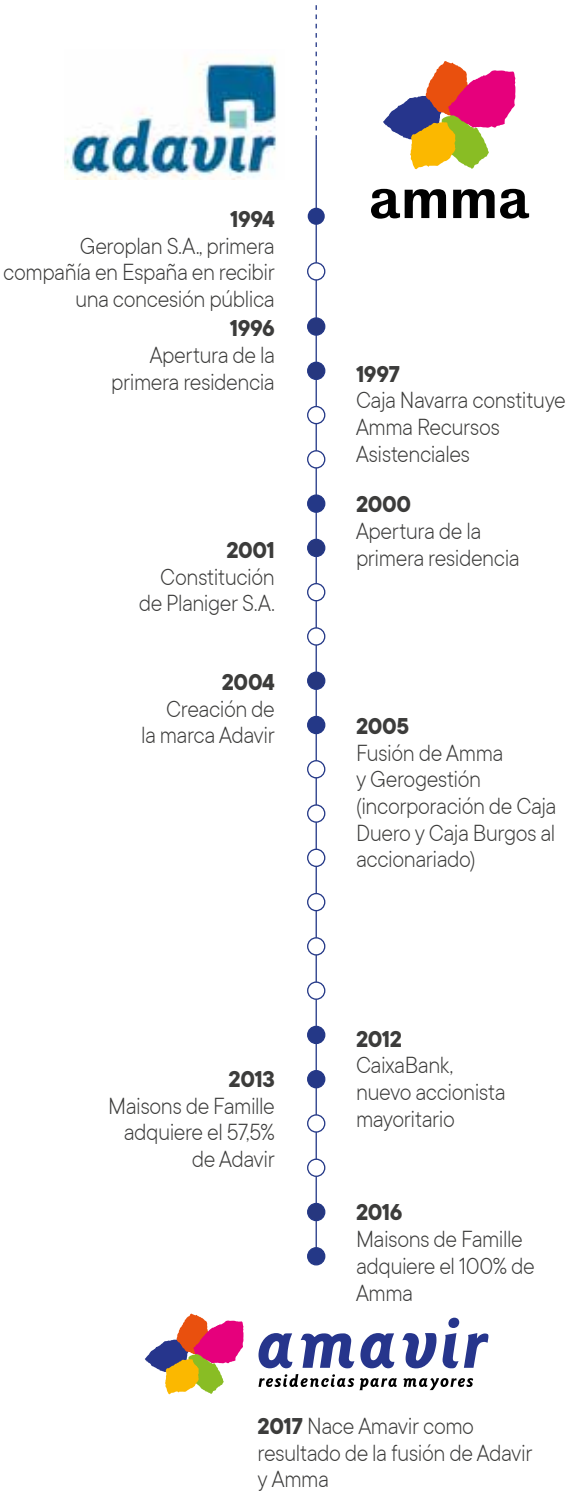 adavir
amma
1994
Geroplan S.A., primera
compañía en España en recibir
una concesión pública
1996
Apertura de la
primera residencia
1997
Caja Navarra constituye
Amma Recursos
Asistenciales
2000
Apertura de la
primera residencia
2001
Constitución
de Planiger S.A.
2004
Creación de
la marca Adavir
2005
Fusión de Amma
y Gerogestión
(incorporación de Caja
Duero y Caja Burgos al
accionariado)
2012
CaixaBank,
nuevo accionista
mayoritario
2013
Maisons de Famille
adquiere el 57,5%
de Adavir
2016
Maisons de Famille
adquiere el 100% de
Amma
amavir
residencias para mayores
2017 Nace Amavir como
resultado de la fusión de Adavir
y Amma